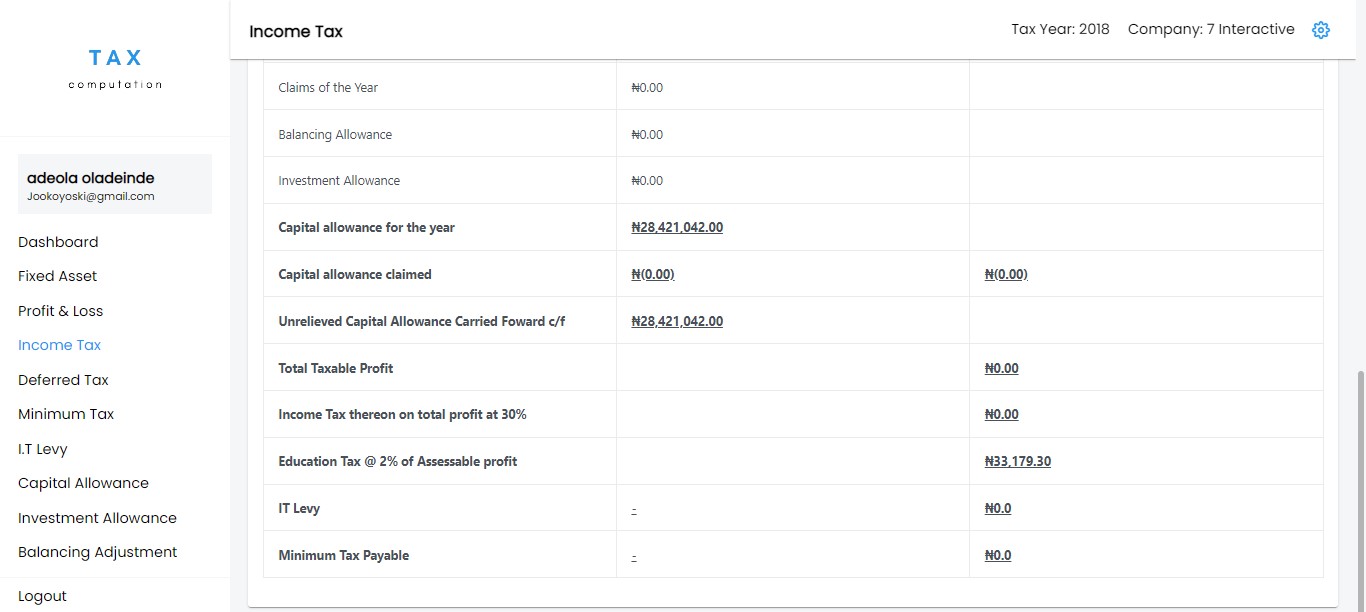 TAX
computation
adeola oladeinde
Jookoyoski@gmail.com
Dashboard
Fixed Asset
Profit & Loss
Income Tax
Deferred Tax
Minimum Tax
I.T Levy
Capital Allowance
Investment Allowance
Balancing Adjustment
Logout
Income Tax
Tax Year: 2018 Company: 7 Interactive
Claims of the Year ₦0.00
Balancing Allowance ₦0.00
Investment Allowance ₦0.00
Capital allowance for the year ₦28,421,042.00
Capital allowance claimed ₦(0.00) ₦(0.00)
Unrelieved Capital Allowance Carried Foward c/f ₦28,421,042.00
Total Taxable Profit ₦0.00
Income Tax thereon on total profit at 30% ₦0.00
Education Tax @ 2% of Assessable profit ₦33,179.30
IT Levy - ₦0.0
Minimum Tax Payable - ₦0.0